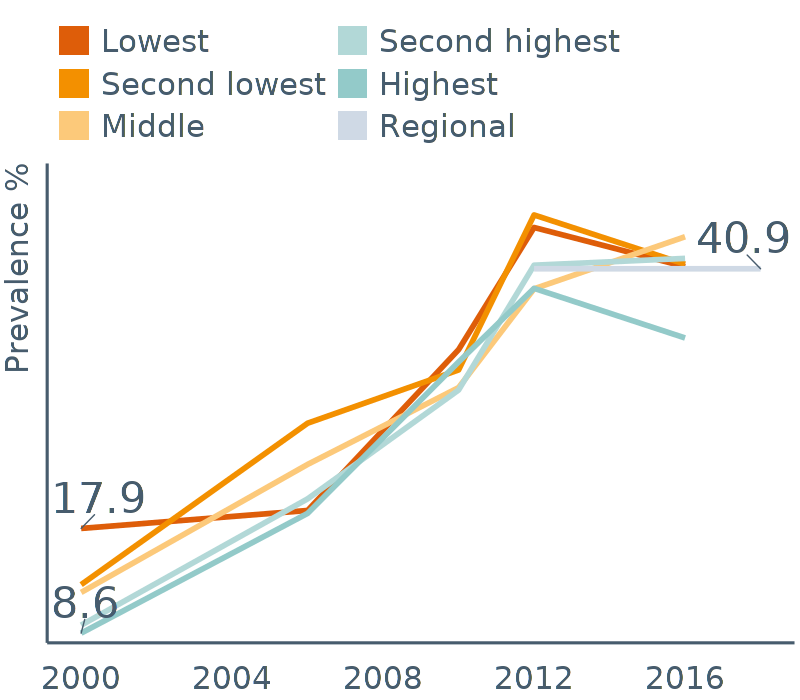 Lowest
Second highest
Second lowest
Highest
Middle
Regional
Prevalence %
40.9
17.9
8.6
2000 2004 2008 2012 2016